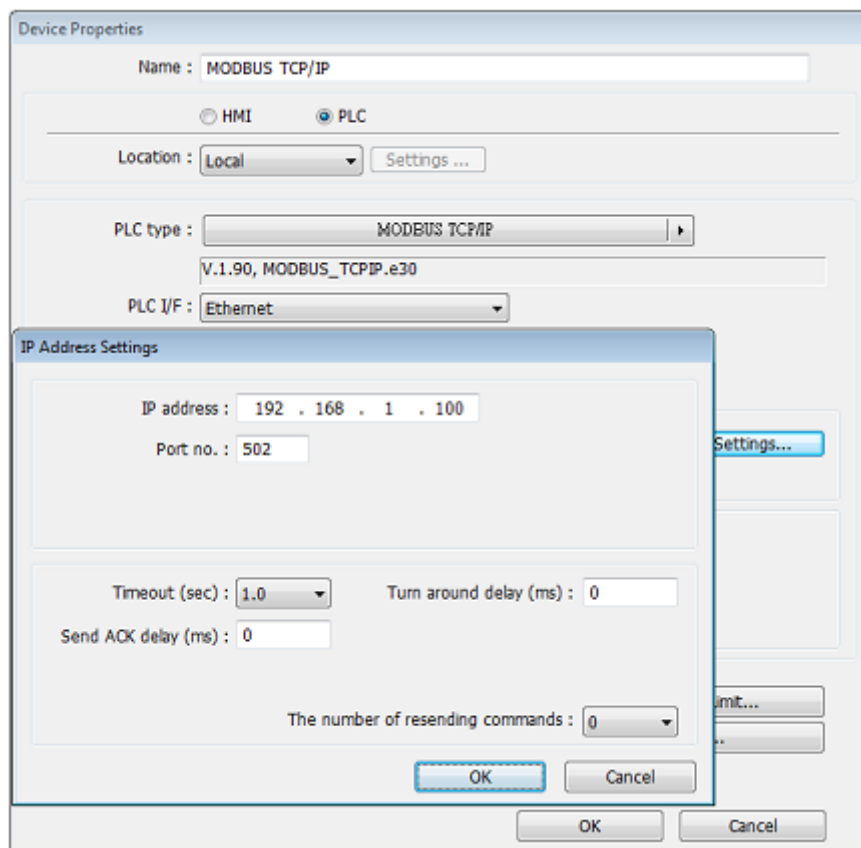 Device Properties
Name : MODBUS TCP/IP
HMI PLC
Location : Local Settings ...
PLC type : MODBUS TCP/IP
V.1.90, MODBUS_TCPIP.e30
PLC I/F : Ethernet
IP Address Settings
IP address : 192 . 168 . 1 . 100
Port no. : 502
Settings...
Timeout (sec) : 1.0 Turn around delay (ms) : 0
Send ACK delay (ms) : 0
The number of resending commands : 0
OK Cancel
OK Cancel